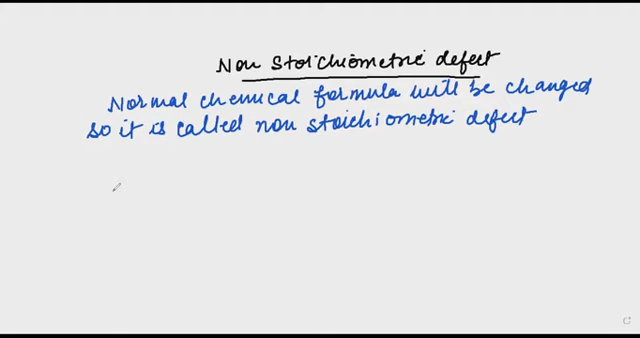 Non Stoichiometric defect
Normal chemical formula will be changed
so it is called non stoichiometric defect